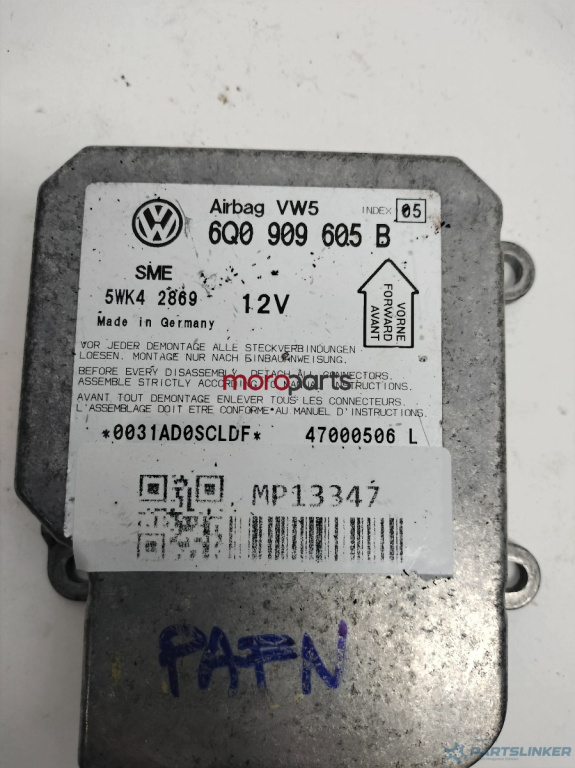 Airbag VW5 INDEX 05
6Q0 909 605 B
SME
5WK4 2869 12V
Made in Germany
VORNE
FORWARD
AVANT
VOR JEDER DEMONTAGE ALLE STECKVERBINDUNGEN
LOESEN. MONTAGE NUR NACH EINBAUANWEISUNG.
BEFORE EVERY DISASSEMBLY, DETACH ALL CONNECTORS.
ASSEMBLE STRICTLY ACCORDING INSTRUCTIONS.
moroparts
AVANT TOUT DEMONTAGE ENLEVER TOUS LES CONNECTEURS.
L'ASSEMBLAGE DOIT ETRE CONFORME AU MANUEL D'INSTRUCTIONS.
*0031AD0SCLDF* 47000506 L
MP13347
PAFN
PARTSLINKER